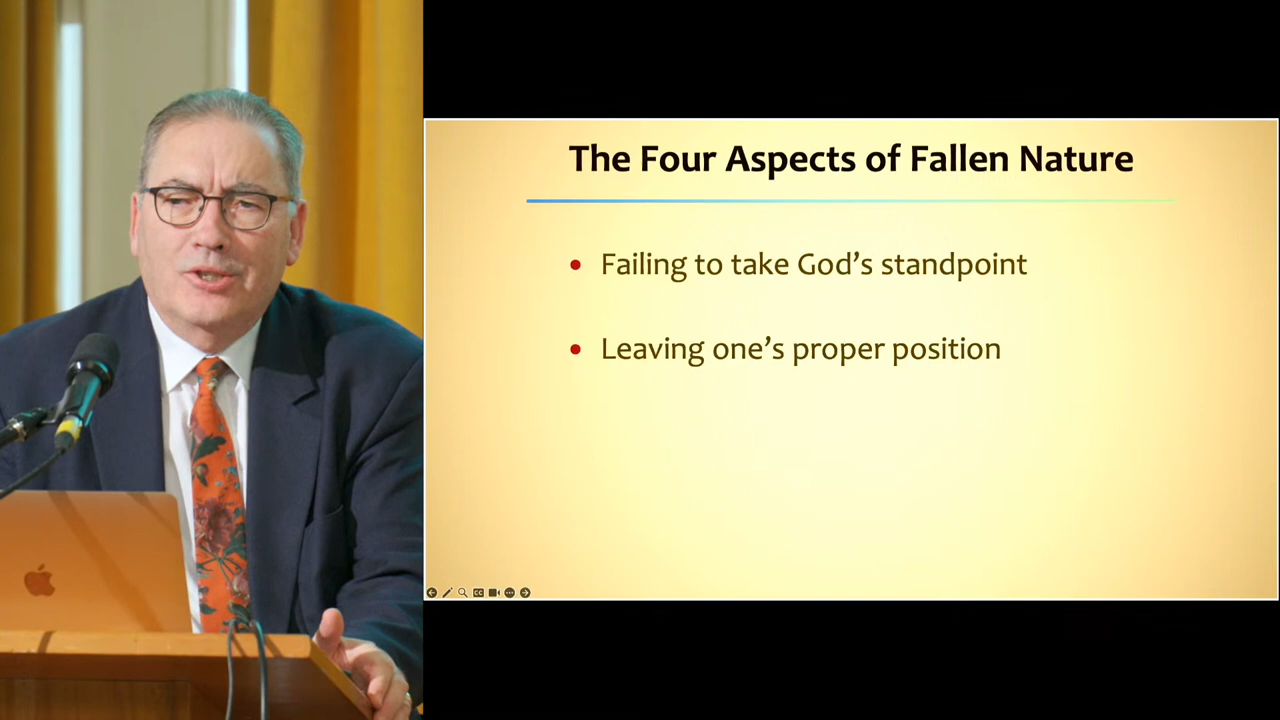 The Four Aspects of Fallen Nature
• Failing to take God's standpoint
• Leaving one's proper position